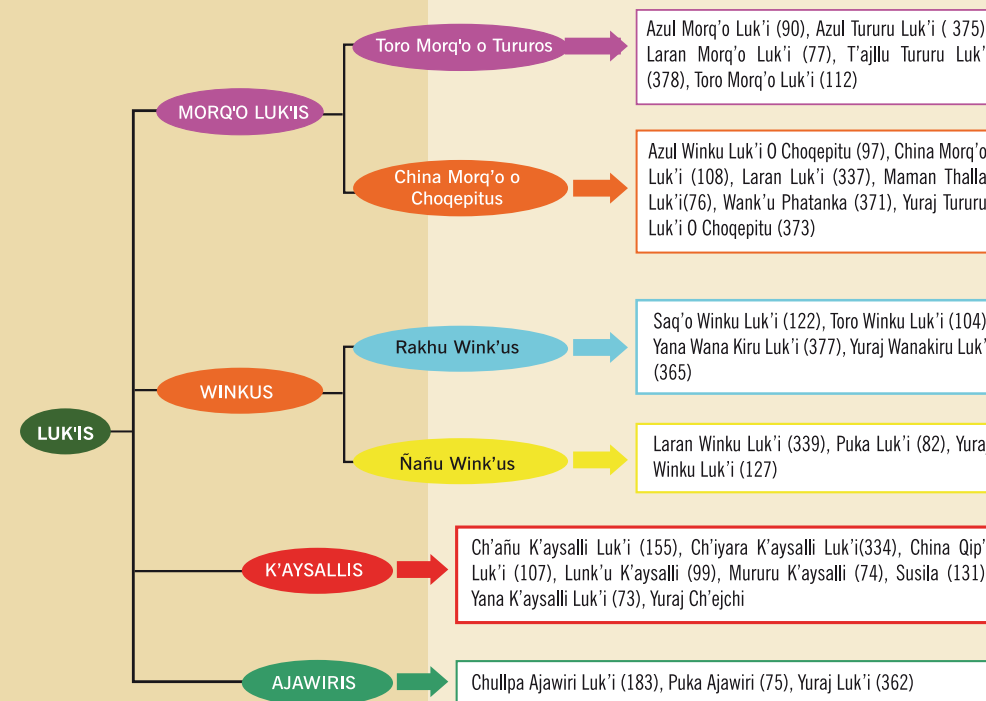 LUK'IS
MORQ'O LUK'IS
Toro Morq'o o Tururos
Azul Morq'o Luk'i (90), Azul Tururu Luk'i ( 375)
Laran Morq'o Luk'i (77), T'ajllu Tururu Luk'
(378), Toro Morq'o Luk'i (112)
China Morq'o o
Choqepitus
Azul Winku Luk'i O Choqepitu (97), China Morq'o
Luk'i (108), Laran Luk'i (337), Maman Thalla
Luk'i(76), Wank'u Phatanka (371), Yuraj Tururu
Luk'i O Choqepitu (373)
WINKUS
Rakhu Wink'us
Saq'o Winku Luk'i (122), Toro Winku Luk'i (104)
Yana Wana Kiru Luk'i (377), Yuraj Wanakiru Luk'
(365)
Ñañu Wink'us
Laran Winku Luk'i (339), Puka Luk'i (82), Yuraj
Winku Luk'i (127)
K'AYSALLIS
Ch'añu K'aysalli Luk'i (155), Ch'iyara K'aysalli Luk'i(334), China Qip'
Luk'i (107), Lunk'u K'aysalli (99), Mururu K'aysalli (74), Susila (131)
Yana K'aysalli Luk'i (73), Yuraj Ch'ejchi
AJAWIRIS
Chullpa Ajawiri Luk'i (183), Puka Ajawiri (75), Yuraj Luk'i (362)